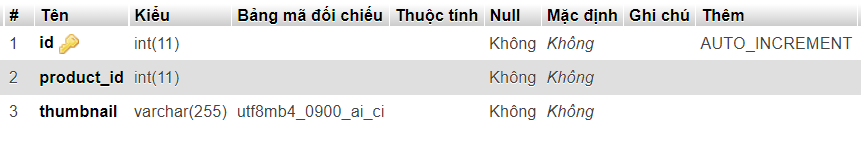 # Tên Kiểu Bảng mã đối chiếu Thuộc tính Null Mặc định Ghi chú Thêm
1 id int(11) Không Không AUTO_INCREMENT
2 product_id int(11) Không Không
3 thumbnail varchar(255) utf8mb4_0900_ai_ci Không Không